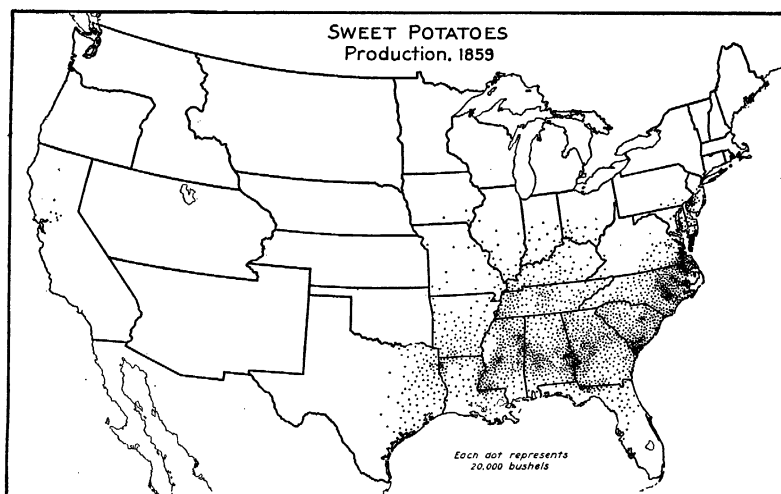 SWEET POTATOES
Production, 1859
Each dot represents
20,000 bushels